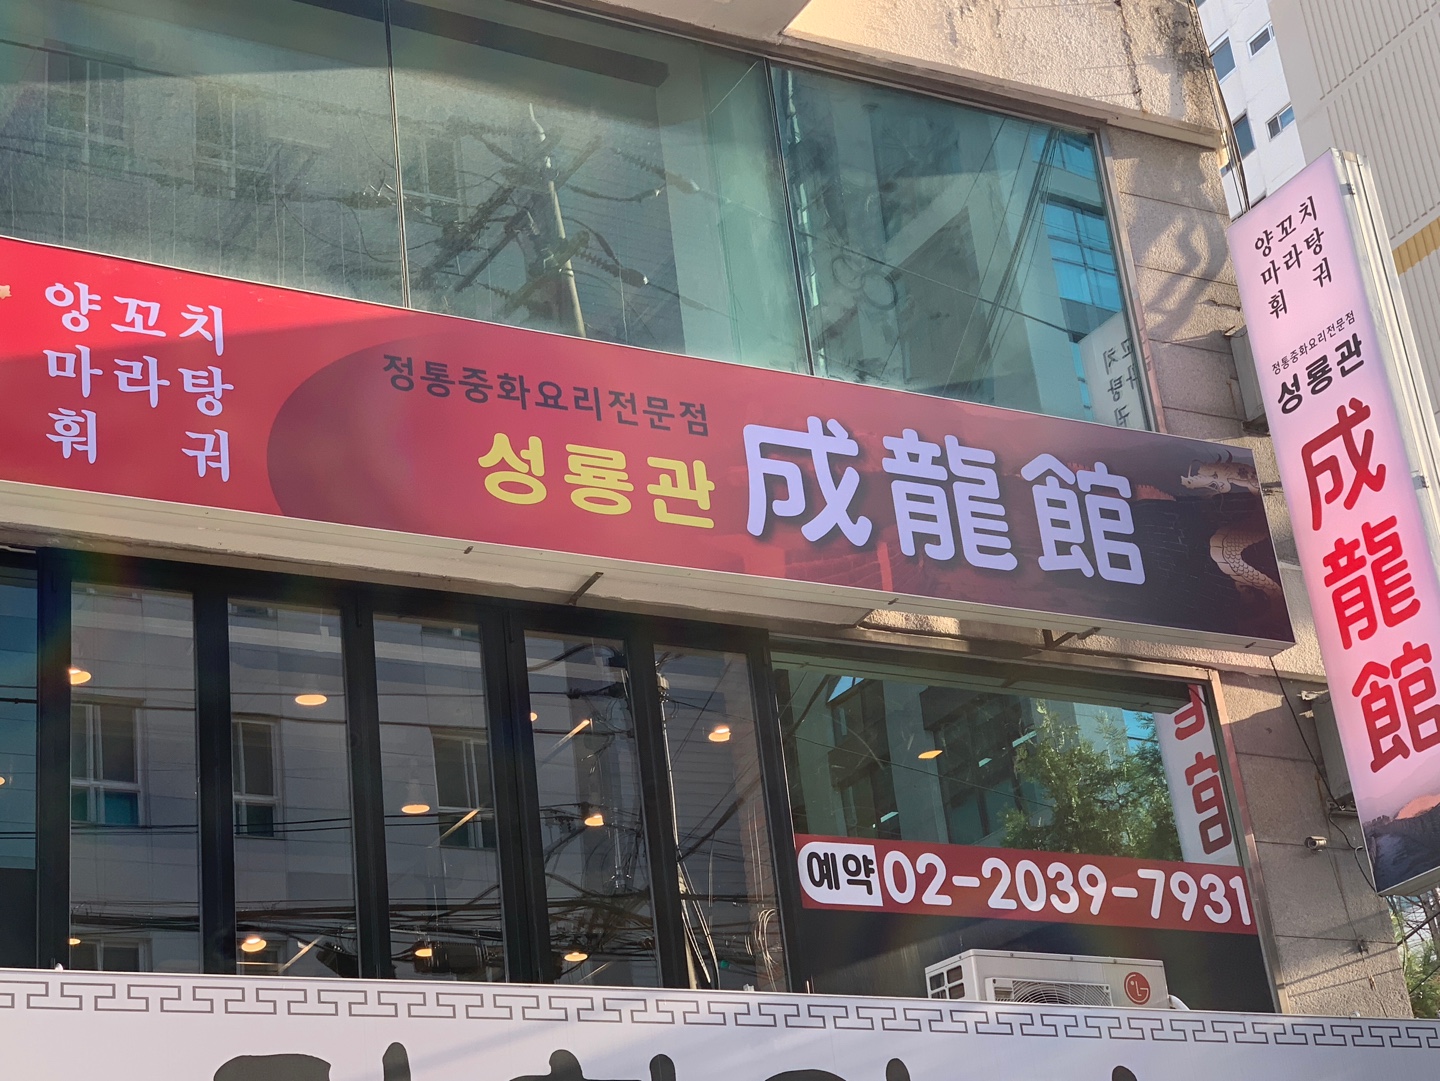 양꼬치
마라탕
훠 궈
정통중화요리전문점
성룡관 成龍館
예약 02-2039-7931
LG
양꼬치
마라탕
훠 궈
정통중화요리전문점
성룡관
成龍館